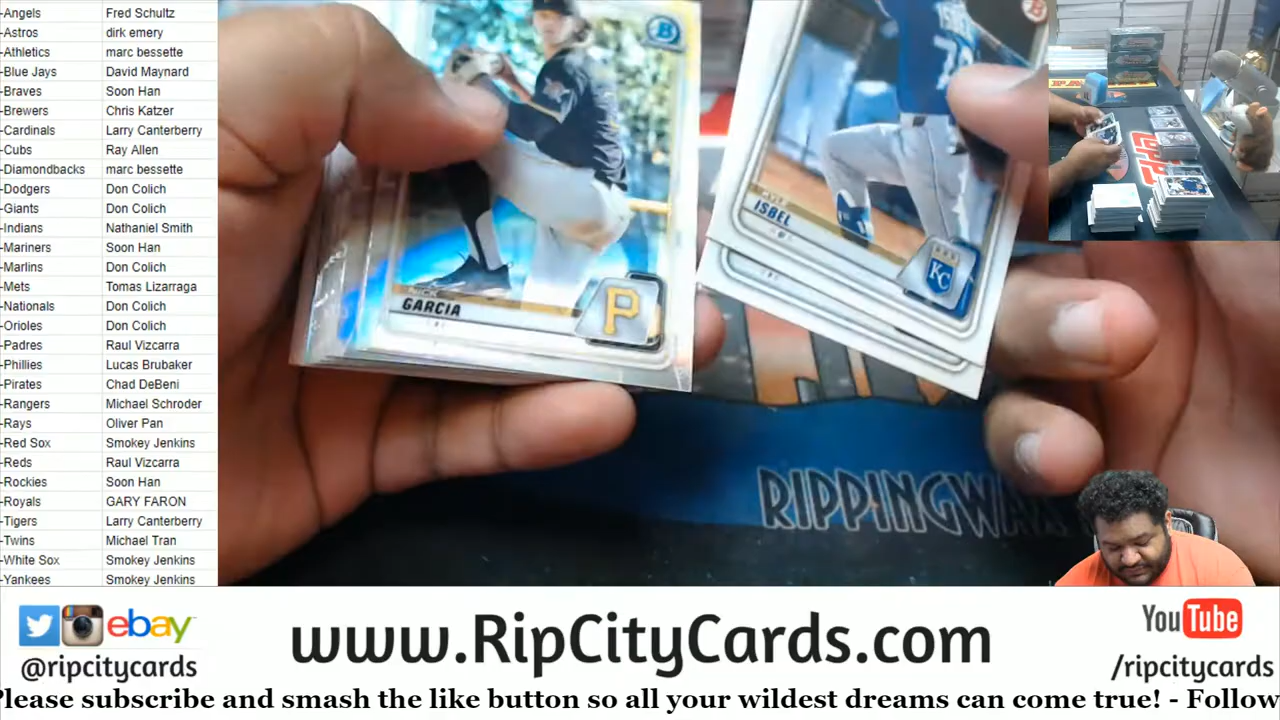 -Angels Fred Schultz
-Astros dirk emery
-Athletics marc bessette
-Blue Jays David Maynard
-Braves Soon Han
-Brewers Chris Katzer
-Cardinals Larry Canterberry
-Cubs Ray Allen
-Diamondbacks marc bessette
-Dodgers Don Colich
-Giants Don Colich
-Indians Nathaniel Smith
-Mariners Soon Han
-Marlins Don Colich
-Mets Tomas Lizarraga
-Nationals Don Colich
-Orioles Don Colich
-Padres Raul Vizcarra
-Phillies Lucas Brubaker
-Pirates Chad DeBeni
-Rangers Michael Schroder
-Rays Oliver Pan
-Red Sox Smokey Jenkins
-Reds Raul Vizcarra
-Rockies Soon Han
-Royals GARY FARON
-Tigers Larry Canterberry
-Twins Michael Tran
-White Sox Smokey Jenkins
-Yankees Smokey Jenkins
B
GARCIA
P
ISBEL
KC
RIPPINGWAX
ebay
@ripcitycards
www.RipCityCards.com
YouTube
/ripcitycards
Please subscribe and smash the like button so all your wildest dreams can come true! - Follow